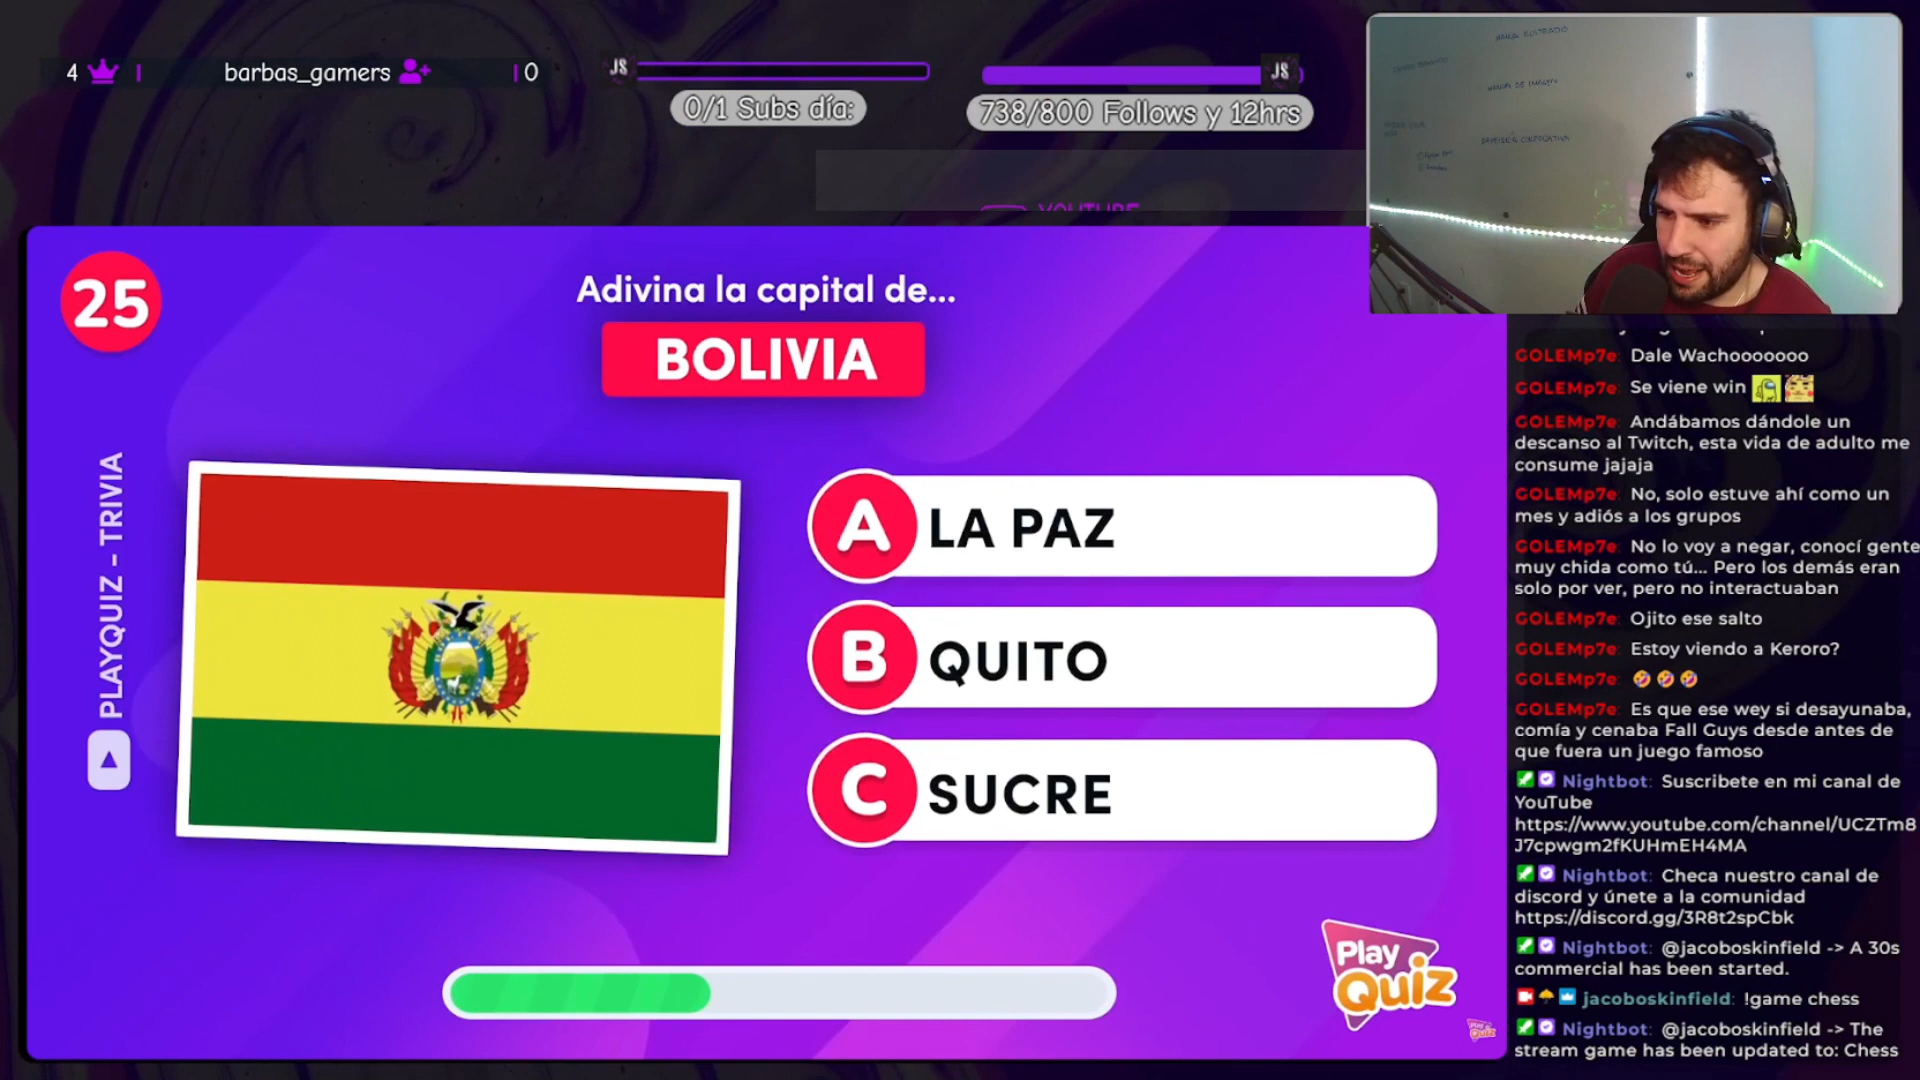 4
barbas_gamers
0
JS
0/1 Subs día:
JS
738/800 Follows y 12hrs
YOUTUBE
MANGA DE IMAGEN
25
Adivina la capital de...
BOLIVIA
PLAYQUIZ - TRIVIA
A LA PAZ
B QUITO
C SUCRE
Play
Quiz
GOLEMp7e: Dale Wachooooooo
GOLEMp7e: Se viene win
GOLEMp7e: Andábamos dándole un
descanso al Twitch, esta vida de adulto me
consume jajaja
GOLEMp7e: No, solo estuve ahí como un
mes y adiós a los grupos
GOLEMp7e: No lo voy a negar, conocí gente
muy chida como tú... Pero los demás eran
solo por ver, pero no interactuaban
GOLEMp7e: Ojito ese salto
GOLEMp7e: Estoy viendo a Keroro?
GOLEMp7e: 🤣🤣🤣
GOLEMp7e: Es que ese wey si desayunaba,
comía y cenaba Fall Guys desde antes de
que fuera un juego famoso
Nightbot: Suscribete en mi canal de
YouTube
https://www.youtube.com/channel/UCZTm8
J7cpwgm2fKUHmEH4MA
Nightbot: Checa nuestro canal de
discord y únete a la comunidad
https://discord.gg/3R8t2spCbk
Nightbot: @jacoboskinfield -> A 30s
commercial has been started.
jacoboskinfield: !game chess
Nightbot: @jacoboskinfield -> The
stream game has been updated to: Chess